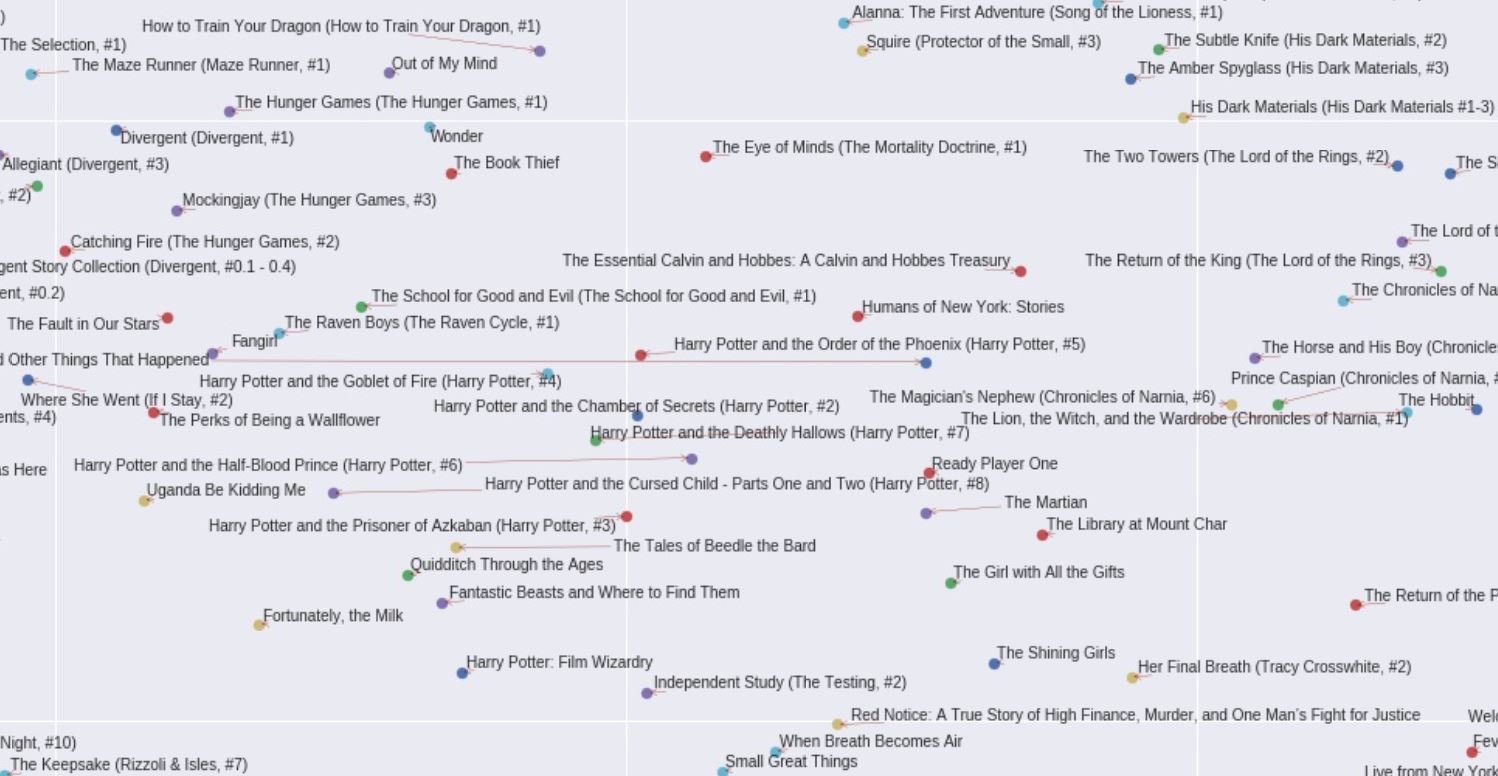 )
How to Train Your Dragon (How to Train Your Dragon, #1)
Alanna: The First Adventure (Song of the Lioness, #1)
The Selection, #1)
Squire (Protector of the Small, #3)
The Subtle Knife (His Dark Materials, #2)
The Maze Runner (Maze Runner, #1)
Out of My Mind
The Amber Spyglass (His Dark Materials, #3)
The Hunger Games (The Hunger Games, #1)
His Dark Materials (His Dark Materials #1-3)
Divergent (Divergent, #1)
Wonder
The Eye of Minds (The Mortality Doctrine, #1)
The Two Towers (The Lord of the Rings, #2)
The S
Allegiant (Divergent, #3)
The Book Thief
, #2)
Mockingjay (The Hunger Games, #3)
The Lord of t
Catching Fire (The Hunger Games, #2)
gent Story Collection (Divergent, #0.1 - 0.4)
The Essential Calvin and Hobbes: A Calvin and Hobbes Treasury
The Return of the King (The Lord of the Rings, #3)
ent, #0.2)
The School for Good and Evil (The School for Good and Evil, #1)
The Chronicles of Na
Humans of New York: Stories
The Fault in Our Stars
The Raven Boys (The Raven Cycle, #1)
Fangirl
Harry Potter and the Order of the Phoenix (Harry Potter, #5)
The Horse and His Boy (Chronicle
d Other Things That Happened
Harry Potter and the Goblet of Fire (Harry Potter, #4)
Prince Caspian (Chronicles of Narnia, #
Where She Went (If I Stay, #2)
The Magician's Nephew (Chronicles of Narnia, #6)
The Hobbit
ents, #4)
The Perks of Being a Wallflower
Harry Potter and the Chamber of Secrets (Harry Potter, #2)
The Lion, the Witch, and the Wardrobe (Chronicles of Narnia, #1)
Harry Potter and the Deathly Hallows (Harry Potter, #7)
s Here
Harry Potter and the Half-Blood Prince (Harry Potter, #6)
Ready Player One
Uganda Be Kidding Me
Harry Potter and the Cursed Child - Parts One and Two (Harry Potter, #8)
The Martian
Harry Potter and the Prisoner of Azkaban (Harry Potter, #3)
The Library at Mount Char
The Tales of Beedle the Bard
Quidditch Through the Ages
The Girl with All the Gifts
Fantastic Beasts and Where to Find Them
The Return of the P
Fortunately, the Milk
Harry Potter: Film Wizardry
The Shining Girls
Her Final Breath (Tracy Crosswhite, #2)
Independent Study (The Testing, #2)
Red Notice: A True Story of High Finance, Murder, and One Man's Fight for Justice
Welc
Night, #10)
When Breath Becomes Air
Fev
The Keepsake (Rizzoli & Isles, #7)
Small Great Things
Live from New York